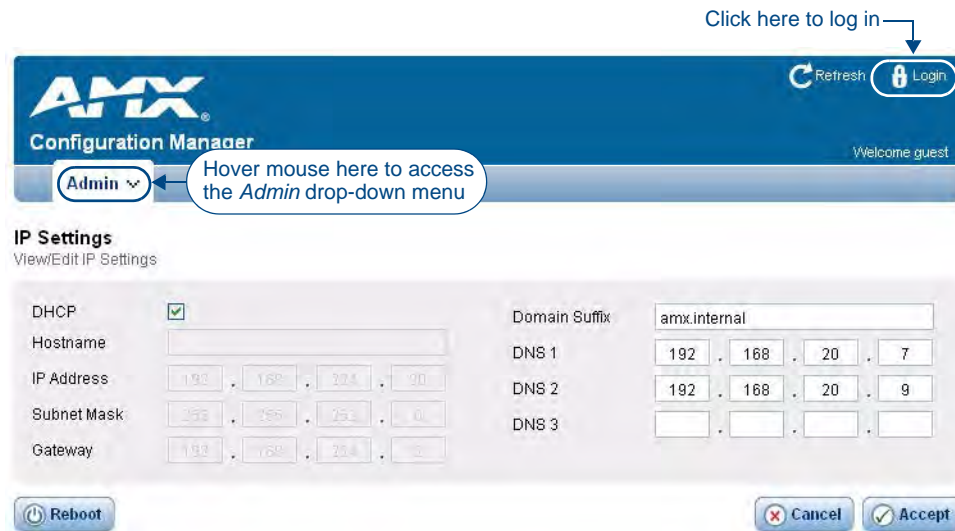 Click here to log in
AMX®
Refresh
Login
Configuration Manager
Welcome guest
Admin
Hover mouse here to access
the Admin drop-down menu
IP Settings
View/Edit IP Settings
DHCP
Domain Suffix amx.internal
Hostname
DNS 1 192 . 168 . 20 . 7
IP Address
DNS 2 192 . 168 . 20 . 9
Subnet Mask
DNS 3 . . .
Gateway
Reboot
Cancel
Accept